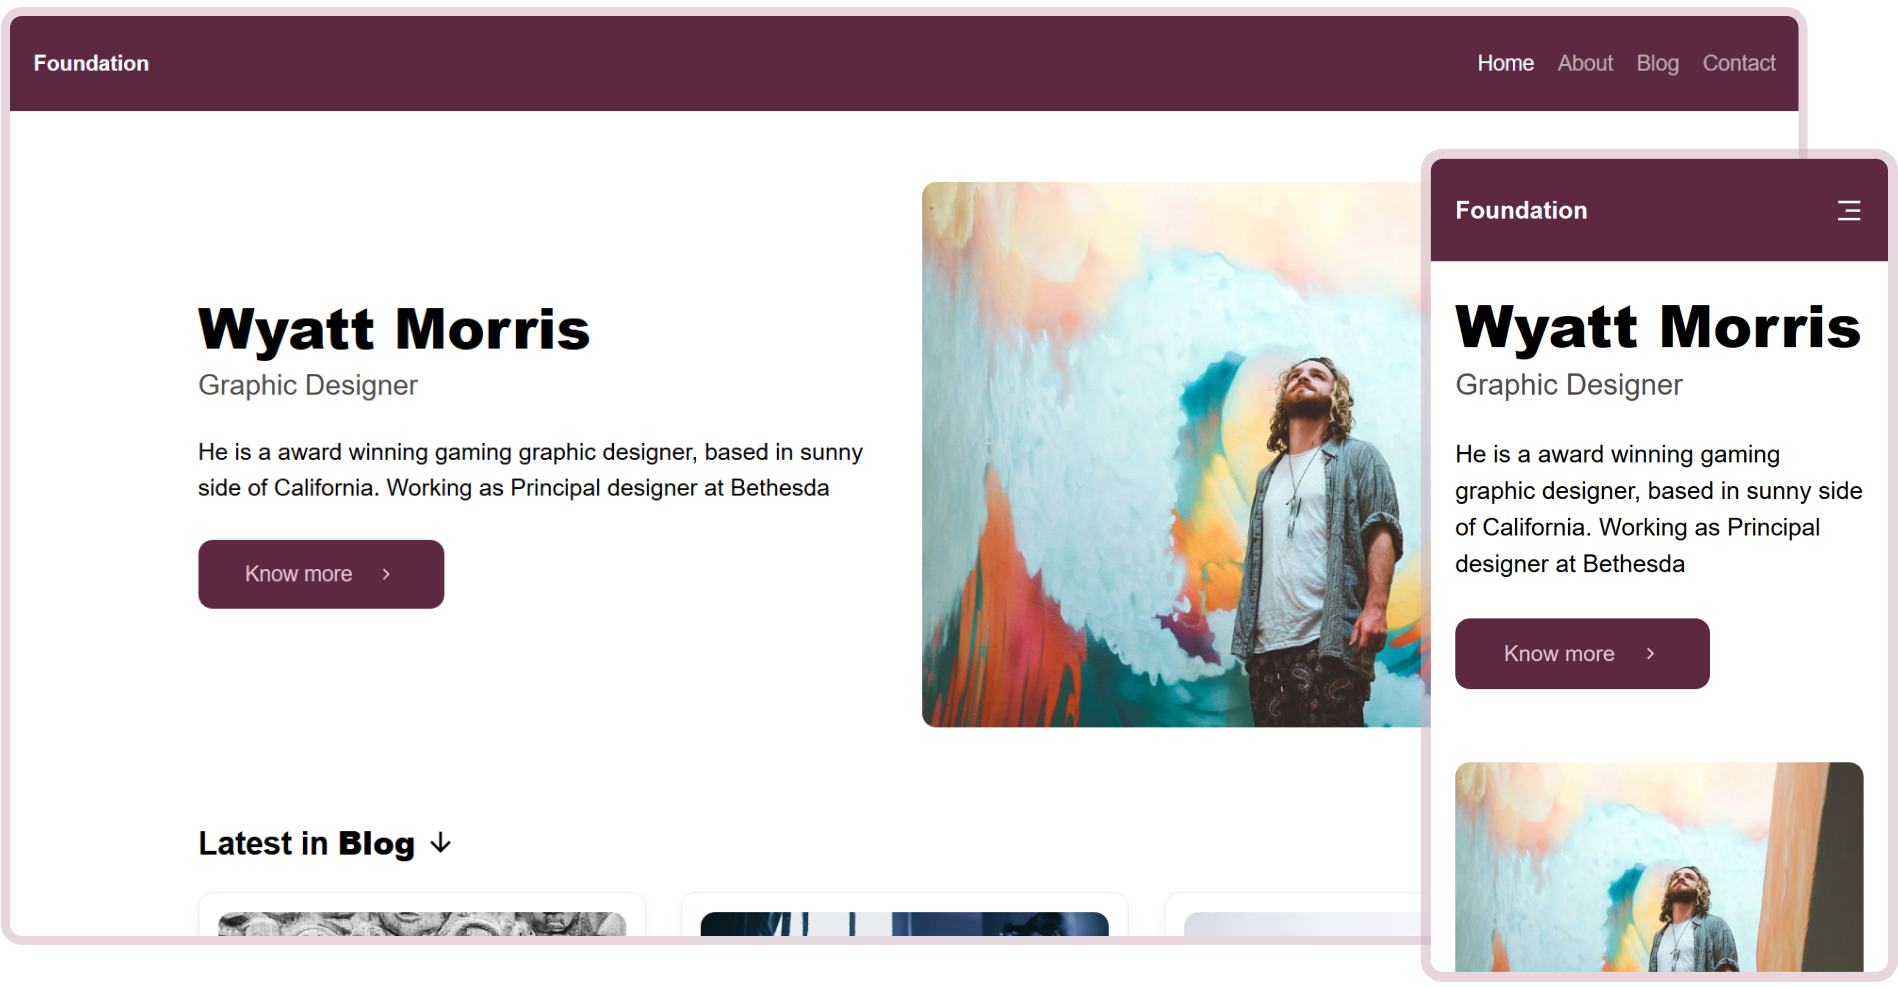 Foundation
Home About Blog Contact
Wyatt Morris
Graphic Designer
He is a award winning gaming graphic designer, based in sunny
side of California. Working as Principal designer at Bethesda
Know more
Latest in Blog
Foundation
Wyatt Morris
Graphic Designer
He is a award winning gaming
graphic designer, based in sunny side
of California. Working as Principal
designer at Bethesda
Know more